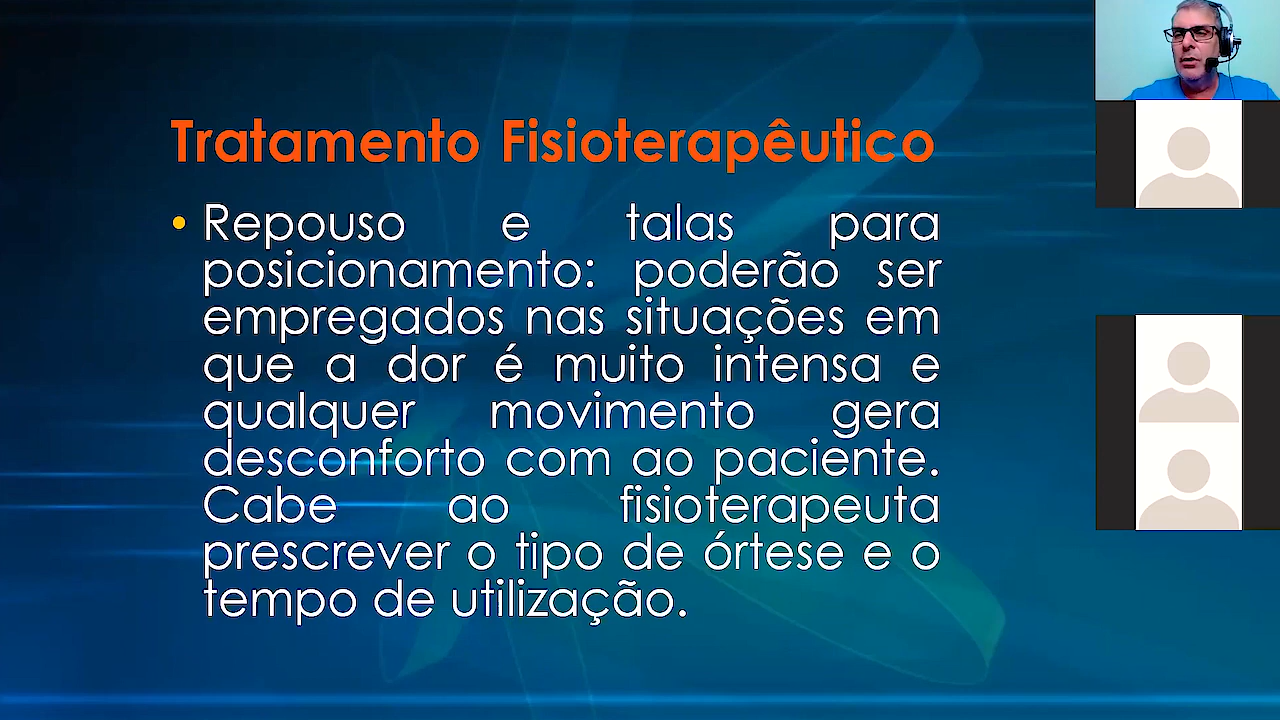 Tratamento Fisioterapêutico
• Repouso e talas para
posicionamento: poderão ser
empregados nas situações em
que a dor é muito intensa e
qualquer movimento gera
desconforto com ao paciente.
Cabe ao fisioterapeuta
prescrever o tipo de órtese e o
tempo de utilização.